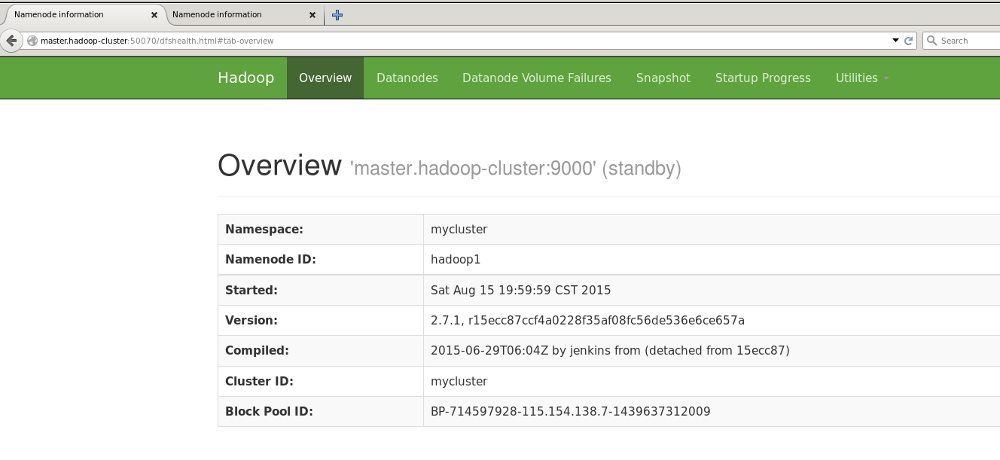 Namenode information Namenode information
master.hadoop-cluster:50070/dfshealth.html#tab-overview Search
Hadoop Overview Datanodes Datanode Volume Failures Snapshot Startup Progress Utilities
Overview 'master.hadoop-cluster:9000' (standby)
Namespace: mycluster
Namenode ID: hadoop1
Started: Sat Aug 15 19:59:59 CST 2015
Version: 2.7.1, r15ecc87ccf4a0228f35af08fc56de536e6ce657a
Compiled: 2015-06-29T06:04Z by jenkins from (detached from 15ecc87)
Cluster ID: mycluster
Block Pool ID: BP-714597928-115.154.138.7-1439637312009